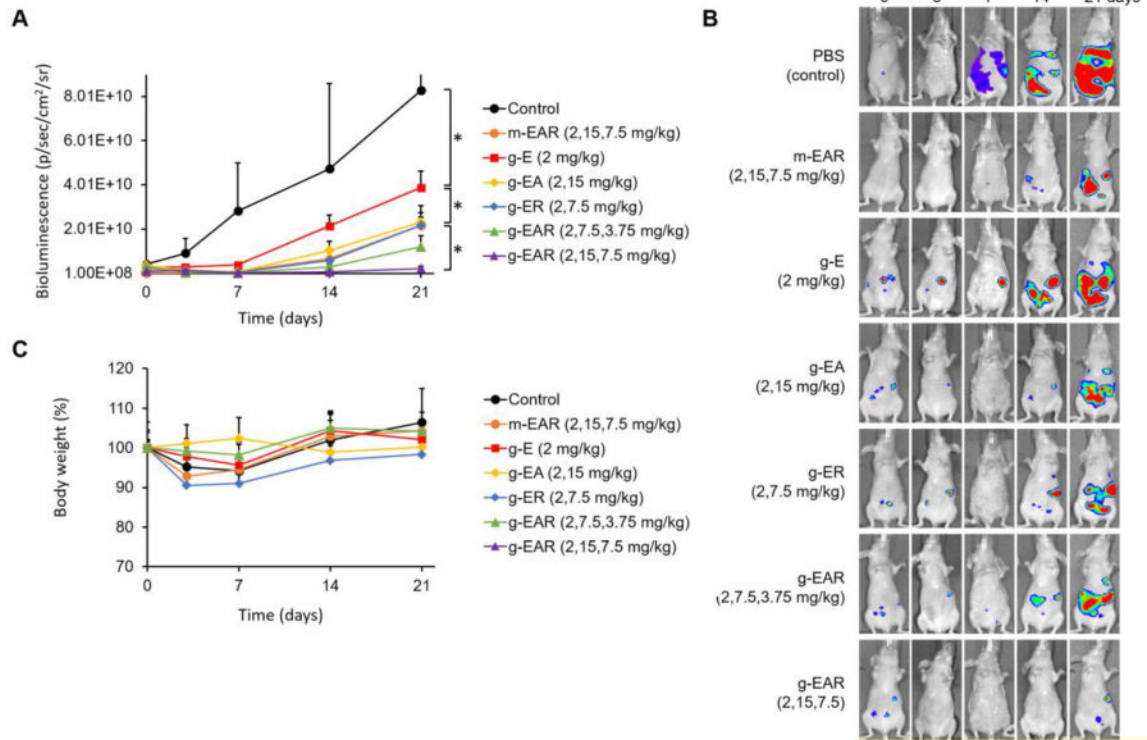 A
8.01E+10
6.01E+10
4.01E+10
2.01E+10
1.00E+08
Bioluminescence (p/sec/cm²/sr)
0 7 14 21
Time (days)
Control
m-EAR (2,15,7.5 mg/kg)
g-E (2 mg/kg)
g-EA (2,15 mg/kg)
g-ER (2,7.5 mg/kg)
g-EAR (2,7.5,3.75 mg/kg)
g-EAR (2,15,7.5 mg/kg)
*
*
*
B
14 21 days
PBS
(control)
m-EAR
(2,15,7.5 mg/kg)
g-E
(2 mg/kg)
g-EA
(2,15 mg/kg)
g-ER
(2,7.5 mg/kg)
g-EAR
(2,7.5,3.75 mg/kg)
g-EAR
(2,15,7.5)
C
120
110
100
90
80
70
Body weight (%)
0 7 14 21
Time (days)
Control
m-EAR (2,15,7.5 mg/kg)
g-E (2 mg/kg)
g-EA (2,15 mg/kg)
g-ER (2,7.5 mg/kg)
g-EAR (2,7.5,3.75 mg/kg)
g-EAR (2,15,7.5 mg/kg)